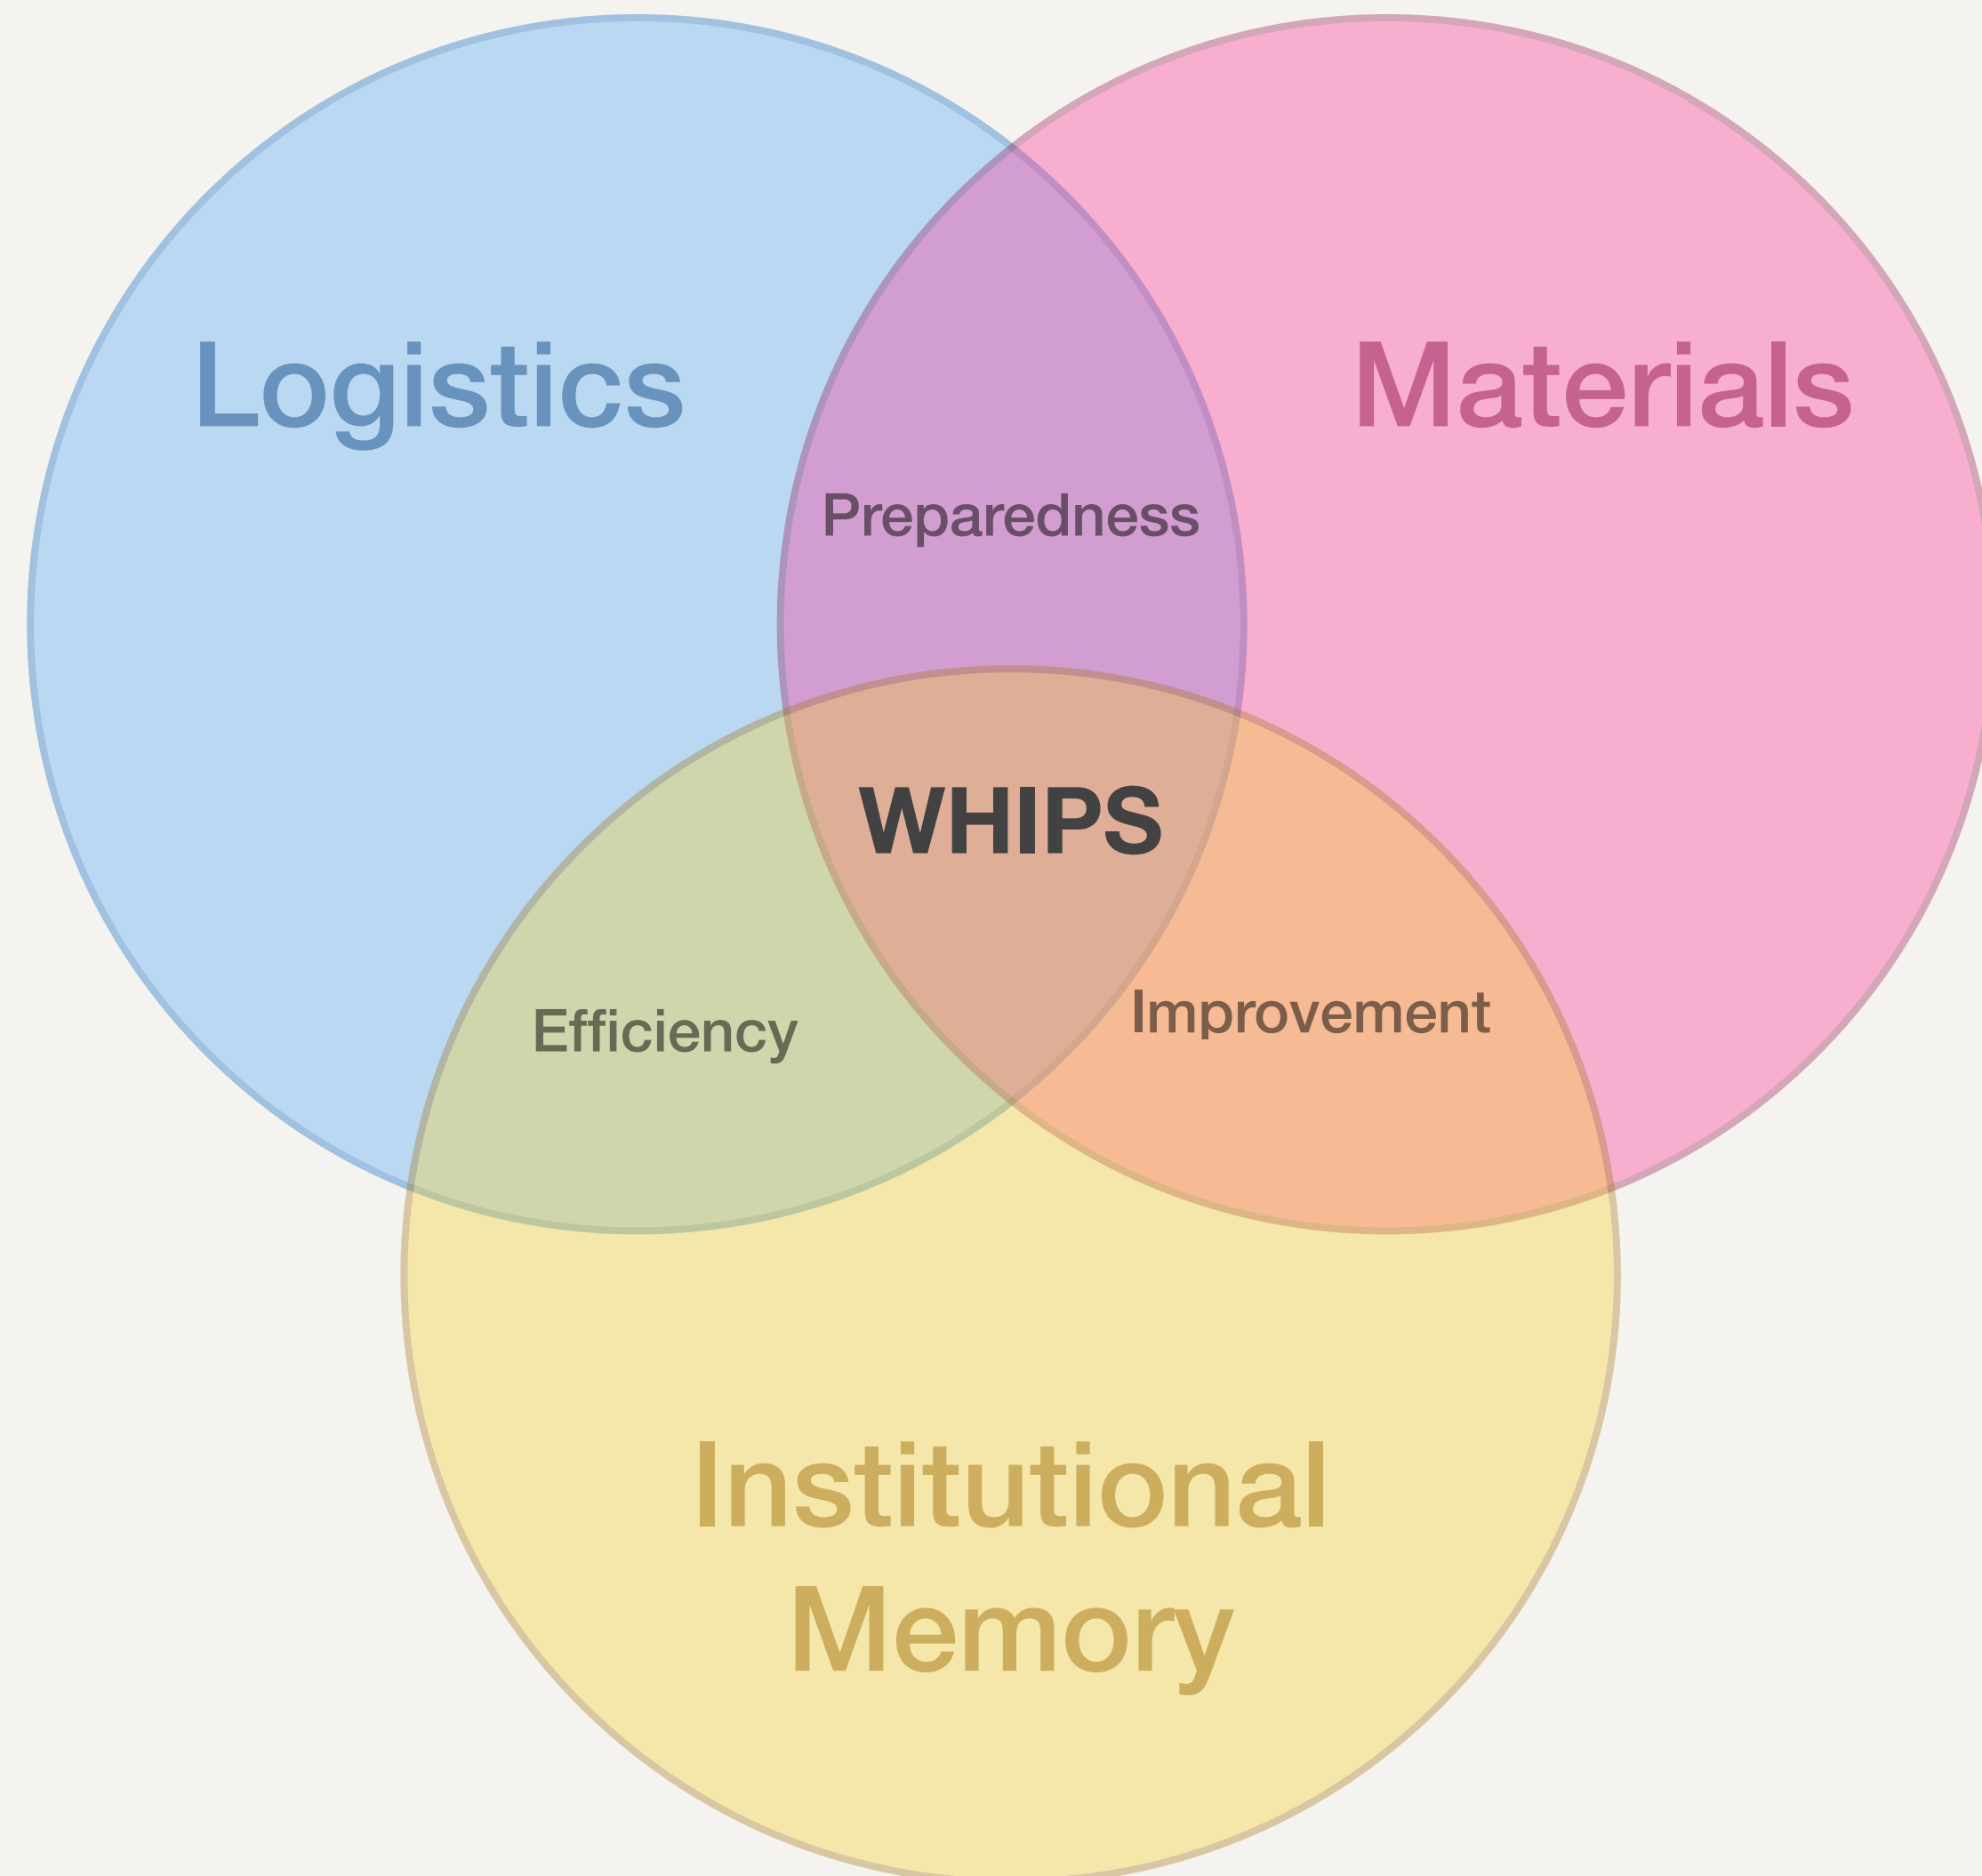 Logistics
Materials
Preparedness
WHIPS
Efficiency
Improvement
Institutional
Memory